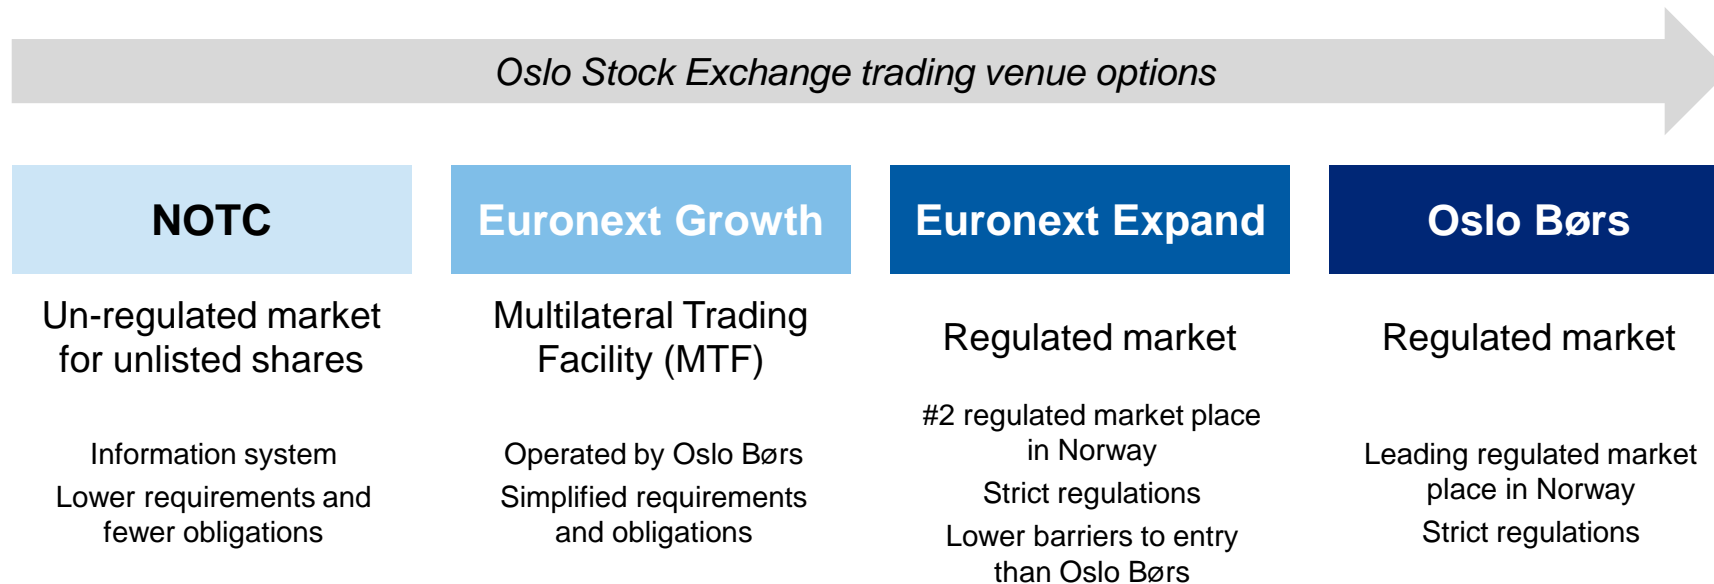 Oslo Stock Exchange trading venue options
NOTC
Un-regulated market
for unlisted shares
Information system
Lower requirements and
fewer obligations
Euronext Growth
Multilateral Trading
Facility (MTF)
Operated by Oslo Børs
Simplified requirements
and obligations
Euronext Expand
Regulated market
#2 regulated market place
in Norway
Strict regulations
Lower barriers to entry
than Oslo Børs
Oslo Børs
Regulated market
Leading regulated market
place in Norway
Strict regulations